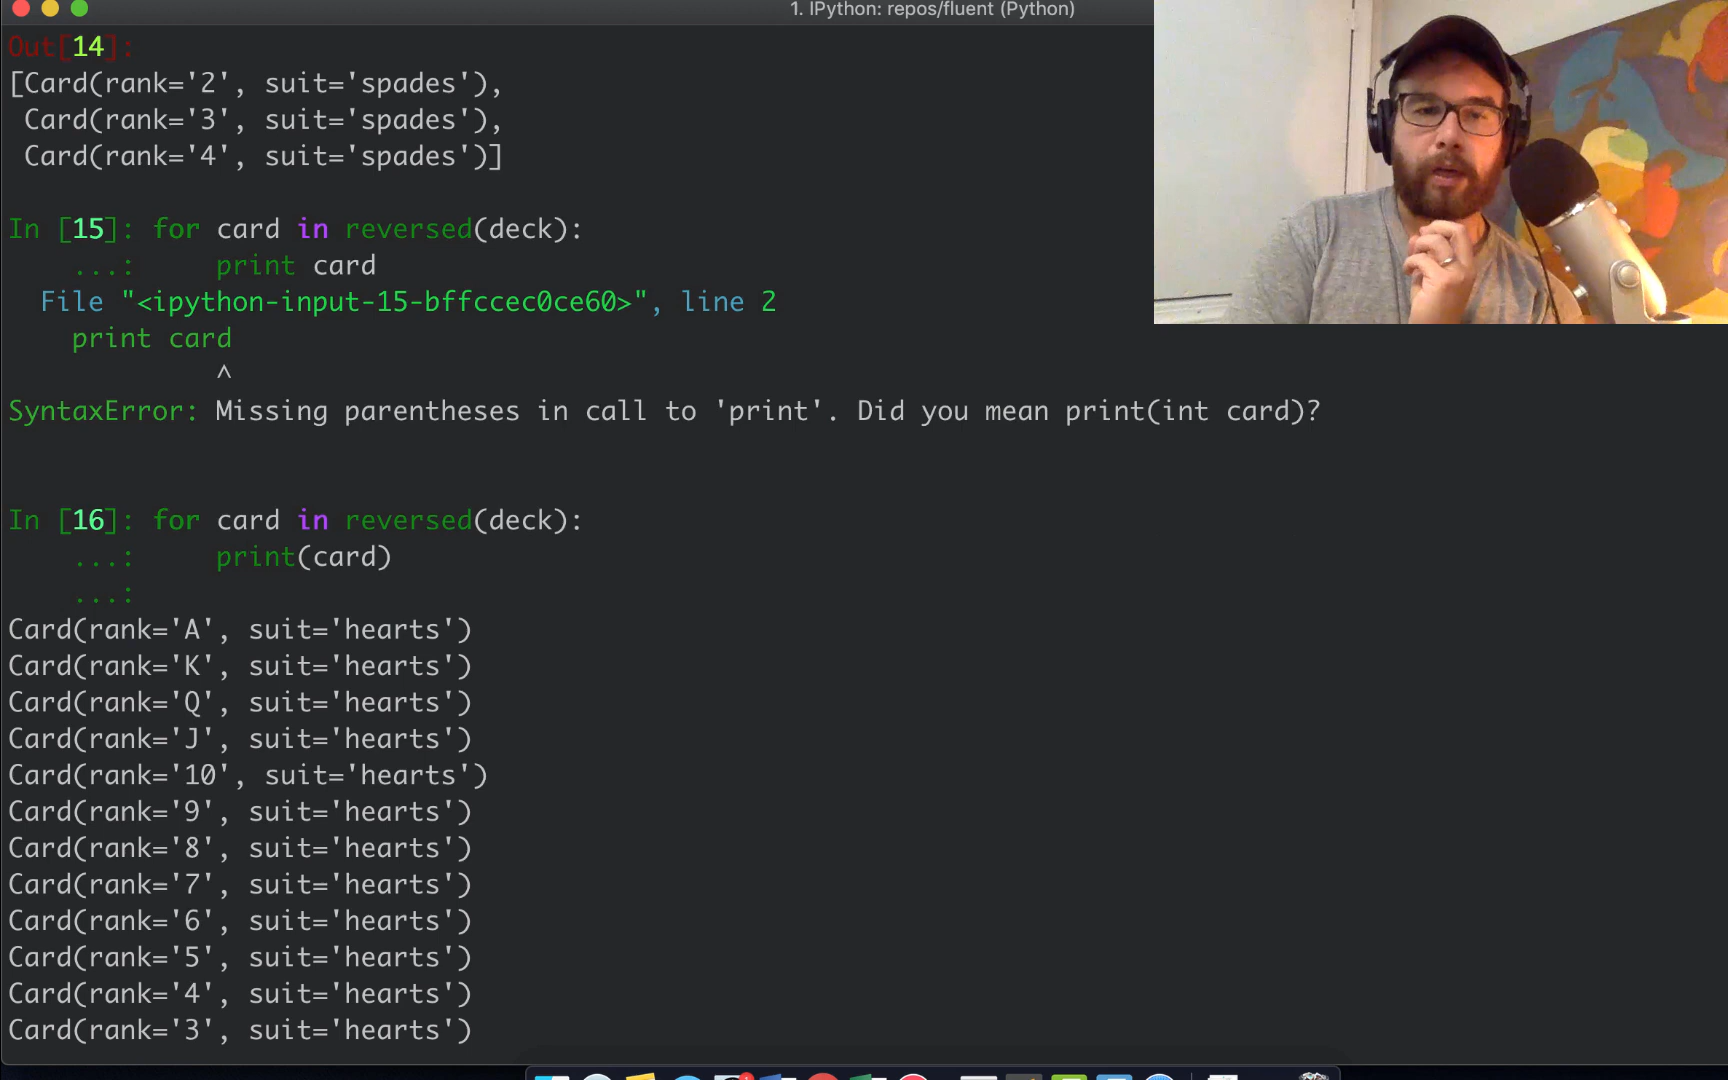 1. IPython: repos/fluent (Python)
Out[14]:
[Card(rank='2', suit='spades'),
 Card(rank='3', suit='spades'),
 Card(rank='4', suit='spades')]
In [15]: for card in reversed(deck):
    ...:     print card
  File "<ipython-input-15-bffccec0ce60>", line 2
    print card
             ^
SyntaxError: Missing parentheses in call to 'print'. Did you mean print(int card)?
In [16]: for card in reversed(deck):
    ...:     print(card)
    ...:
Card(rank='A', suit='hearts')
Card(rank='K', suit='hearts')
Card(rank='Q', suit='hearts')
Card(rank='J', suit='hearts')
Card(rank='10', suit='hearts')
Card(rank='9', suit='hearts')
Card(rank='8', suit='hearts')
Card(rank='7', suit='hearts')
Card(rank='6', suit='hearts')
Card(rank='5', suit='hearts')
Card(rank='4', suit='hearts')
Card(rank='3', suit='hearts')